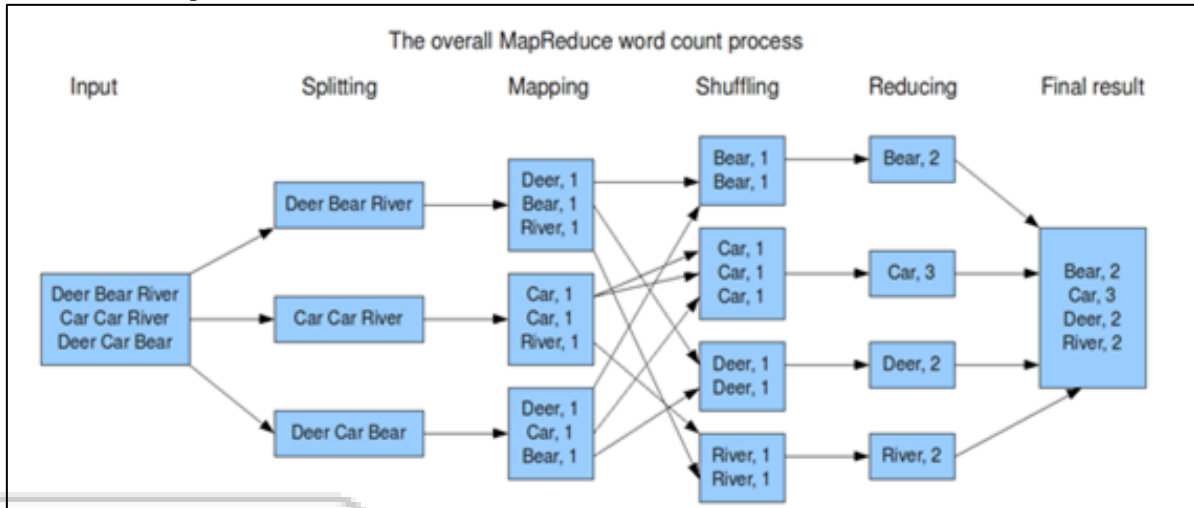 The overall MapReduce word count process
Input
Splitting
Mapping
Shuffling
Reducing
Final result
Deer Bear River
Car Car River
Deer Car Bear
Deer Bear River
Car Car River
Deer Car Bear
Deer, 1
Bear, 1
River, 1
Car, 1
Car, 1
River, 1
Deer, 1
Car, 1
Bear, 1
Bear, 1
Bear, 1
Car, 1
Car, 1
Car, 1
Deer, 1
Deer, 1
River, 1
River, 1
Bear, 2
Car, 3
Deer, 2
River, 2
Bear, 2
Car, 3
Deer, 2
River, 2